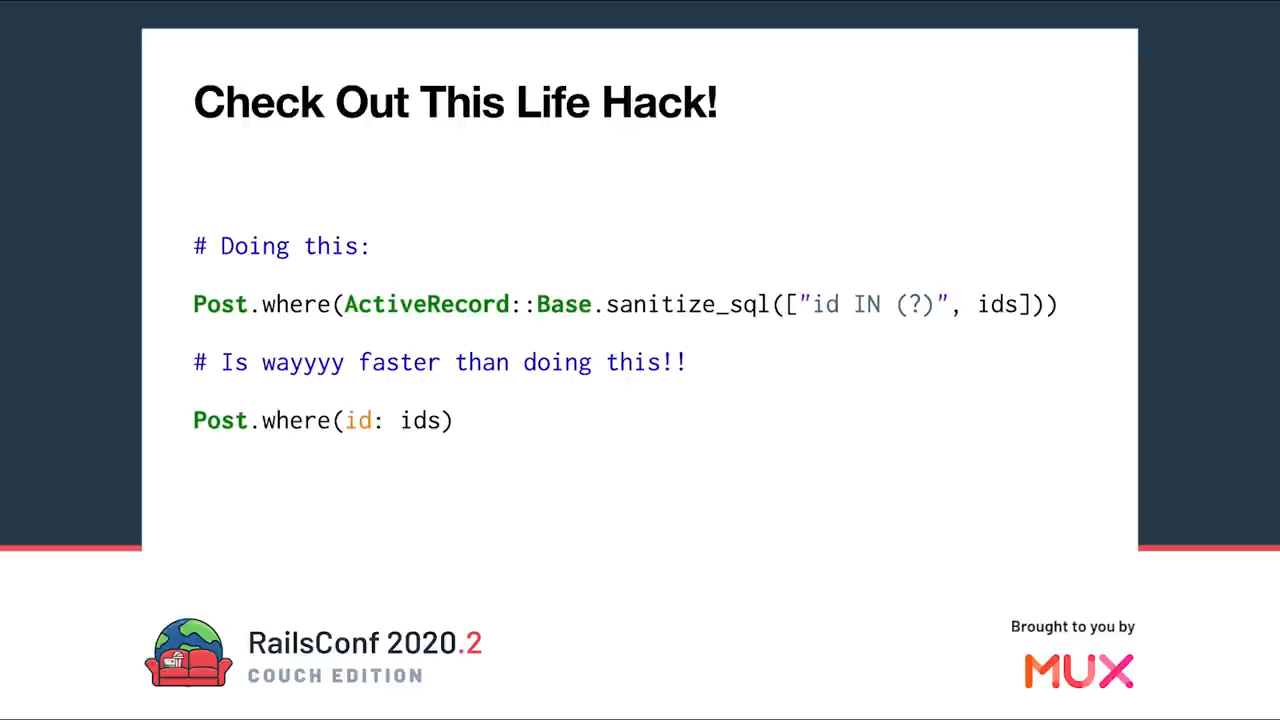 Check Out This Life Hack!
# Doing this:
Post.where(ActiveRecord::Base.sanitize_sql(["id IN (?)", ids]))
# Is wayyyy faster than doing this!!
Post.where(id: ids)
RailsConf 2020.2
COUCH EDITION
Brought to you by
MUX